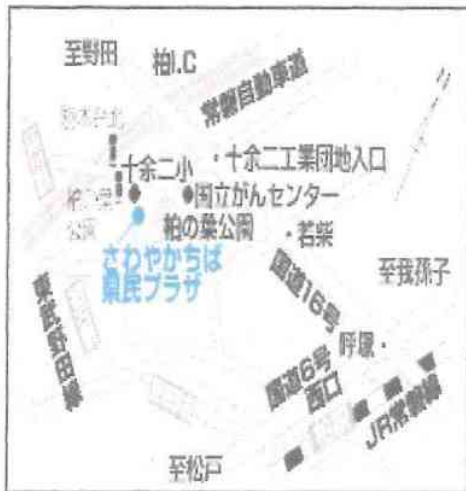 至野田
柏I.C
常磐自動車道
十余二小
・十余二工業団地入口
国立がんセンター
公園
柏の葉公園
・若柴
さわやかちば
県民プラザ
国道16号
至我孫子
東武野田線
呼塚・
国道6号
西口
JR常磐線
至松戸